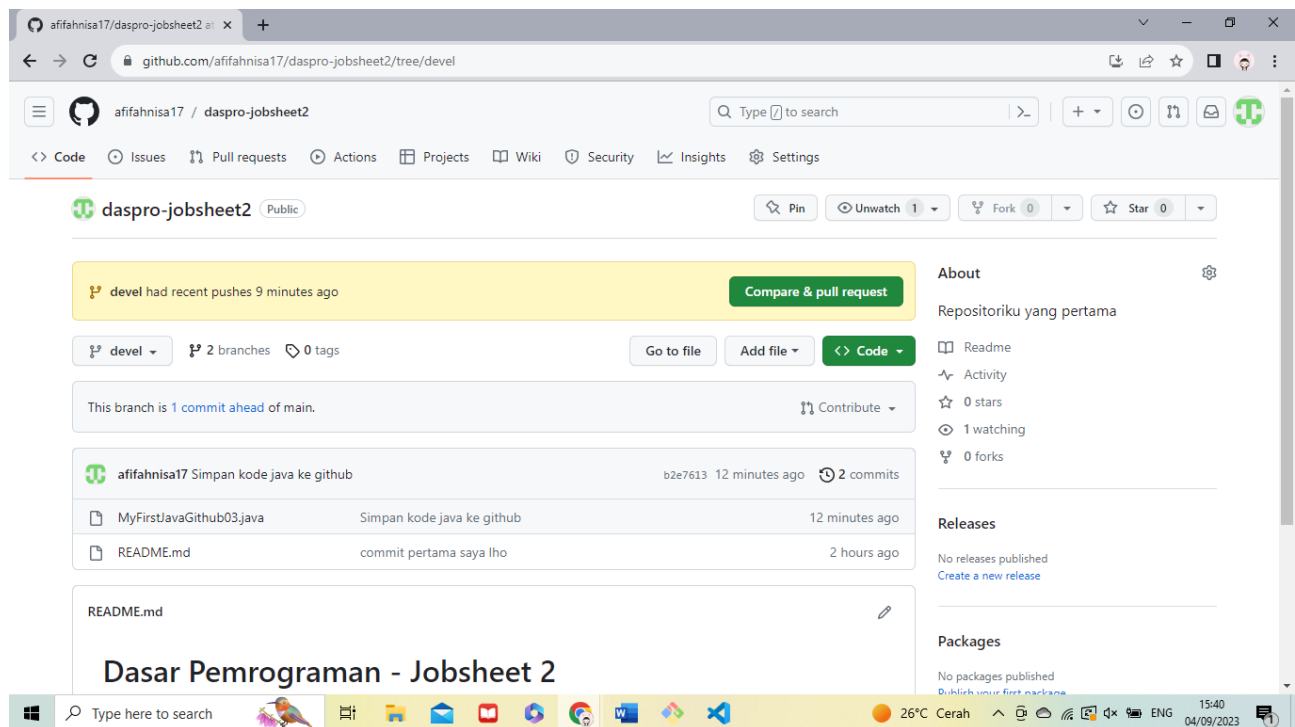 afifahnisa17/daspro-jobsheet2 at
github.com/afifahnisa17/daspro-jobsheet2/tree/devel
afifahnisa17 / daspro-jobsheet2
Type / to search
Code Issues Pull requests Actions Projects Wiki Security Insights Settings
daspro-jobsheet2 Public
Pin Unwatch 1 Fork 0 Star 0
devel had recent pushes 9 minutes ago Compare & pull request
devel 2 branches 0 tags Go to file Add file Code
This branch is 1 commit ahead of main. Contribute
afifahnisa17 Simpan kode java ke github b2e7613 12 minutes ago 2 commits
MyFirstJavaGithub03.java Simpan kode java ke github 12 minutes ago
README.md commit pertama saya lho 2 hours ago
README.md
Dasar Pemrograman - Jobsheet 2
About
Repositoriku yang pertama
Readme
Activity
0 stars
1 watching
0 forks
Releases
No releases published
Create a new release
Packages
No packages published
Publish your first package
Type here to search 26°C Cerah ENG 15:40
04/09/2023